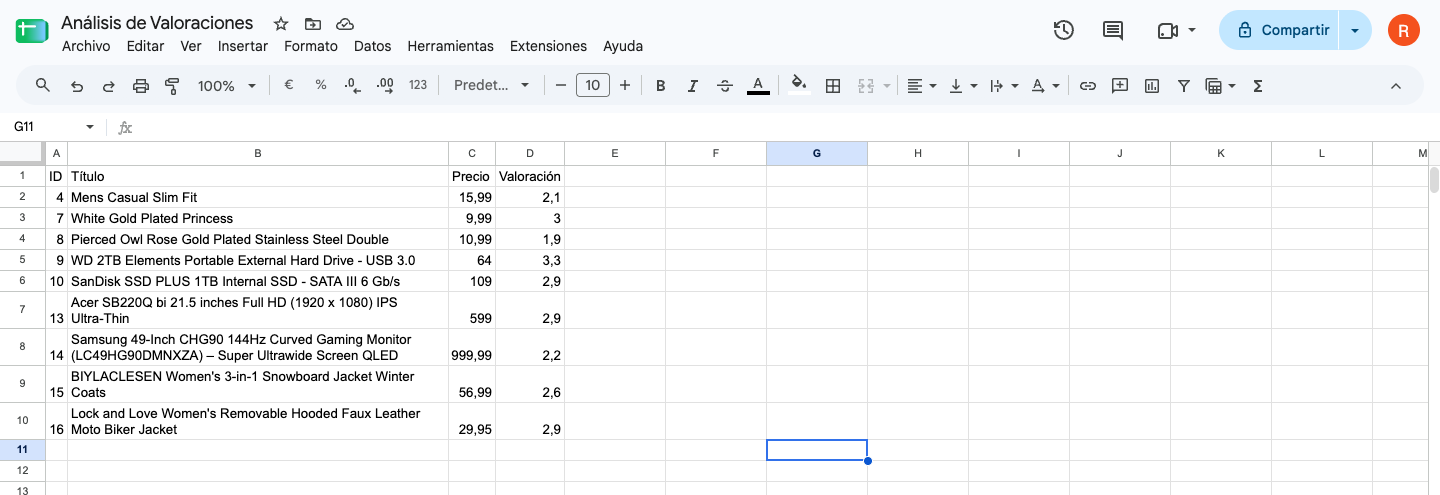 Análisis de Valoraciones
Archivo Editar Ver Insertar Formato Datos Herramientas Extensiones Ayuda
Compartir
R
100% € % .0 .00 123 Predet... 10 B I S A A Σ
G11 fx
A B C D E F G H I J K L M
1 ID Título Precio Valoración
2 4 Mens Casual Slim Fit 15,99 2,1
3 7 White Gold Plated Princess 9,99 3
4 8 Pierced Owl Rose Gold Plated Stainless Steel Double 10,99 1,9
5 9 WD 2TB Elements Portable External Hard Drive - USB 3.0 64 3,3
6 10 SanDisk SSD PLUS 1TB Internal SSD - SATA III 6 Gb/s 109 2,9
Acer SB220Q bi 21.5 inches Full HD (1920 x 1080) IPS
7 13 Ultra-Thin 599 2,9
Samsung 49-Inch CHG90 144Hz Curved Gaming Monitor
8 14 (LC49HG90DMNXZA) – Super Ultrawide Screen QLED 999,99 2,2
BIYLACLESEN Women's 3-in-1 Snowboard Jacket Winter
9 15 Coats 56,99 2,6
Lock and Love Women's Removable Hooded Faux Leather
10 16 Moto Biker Jacket 29,95 2,9
11
12
13